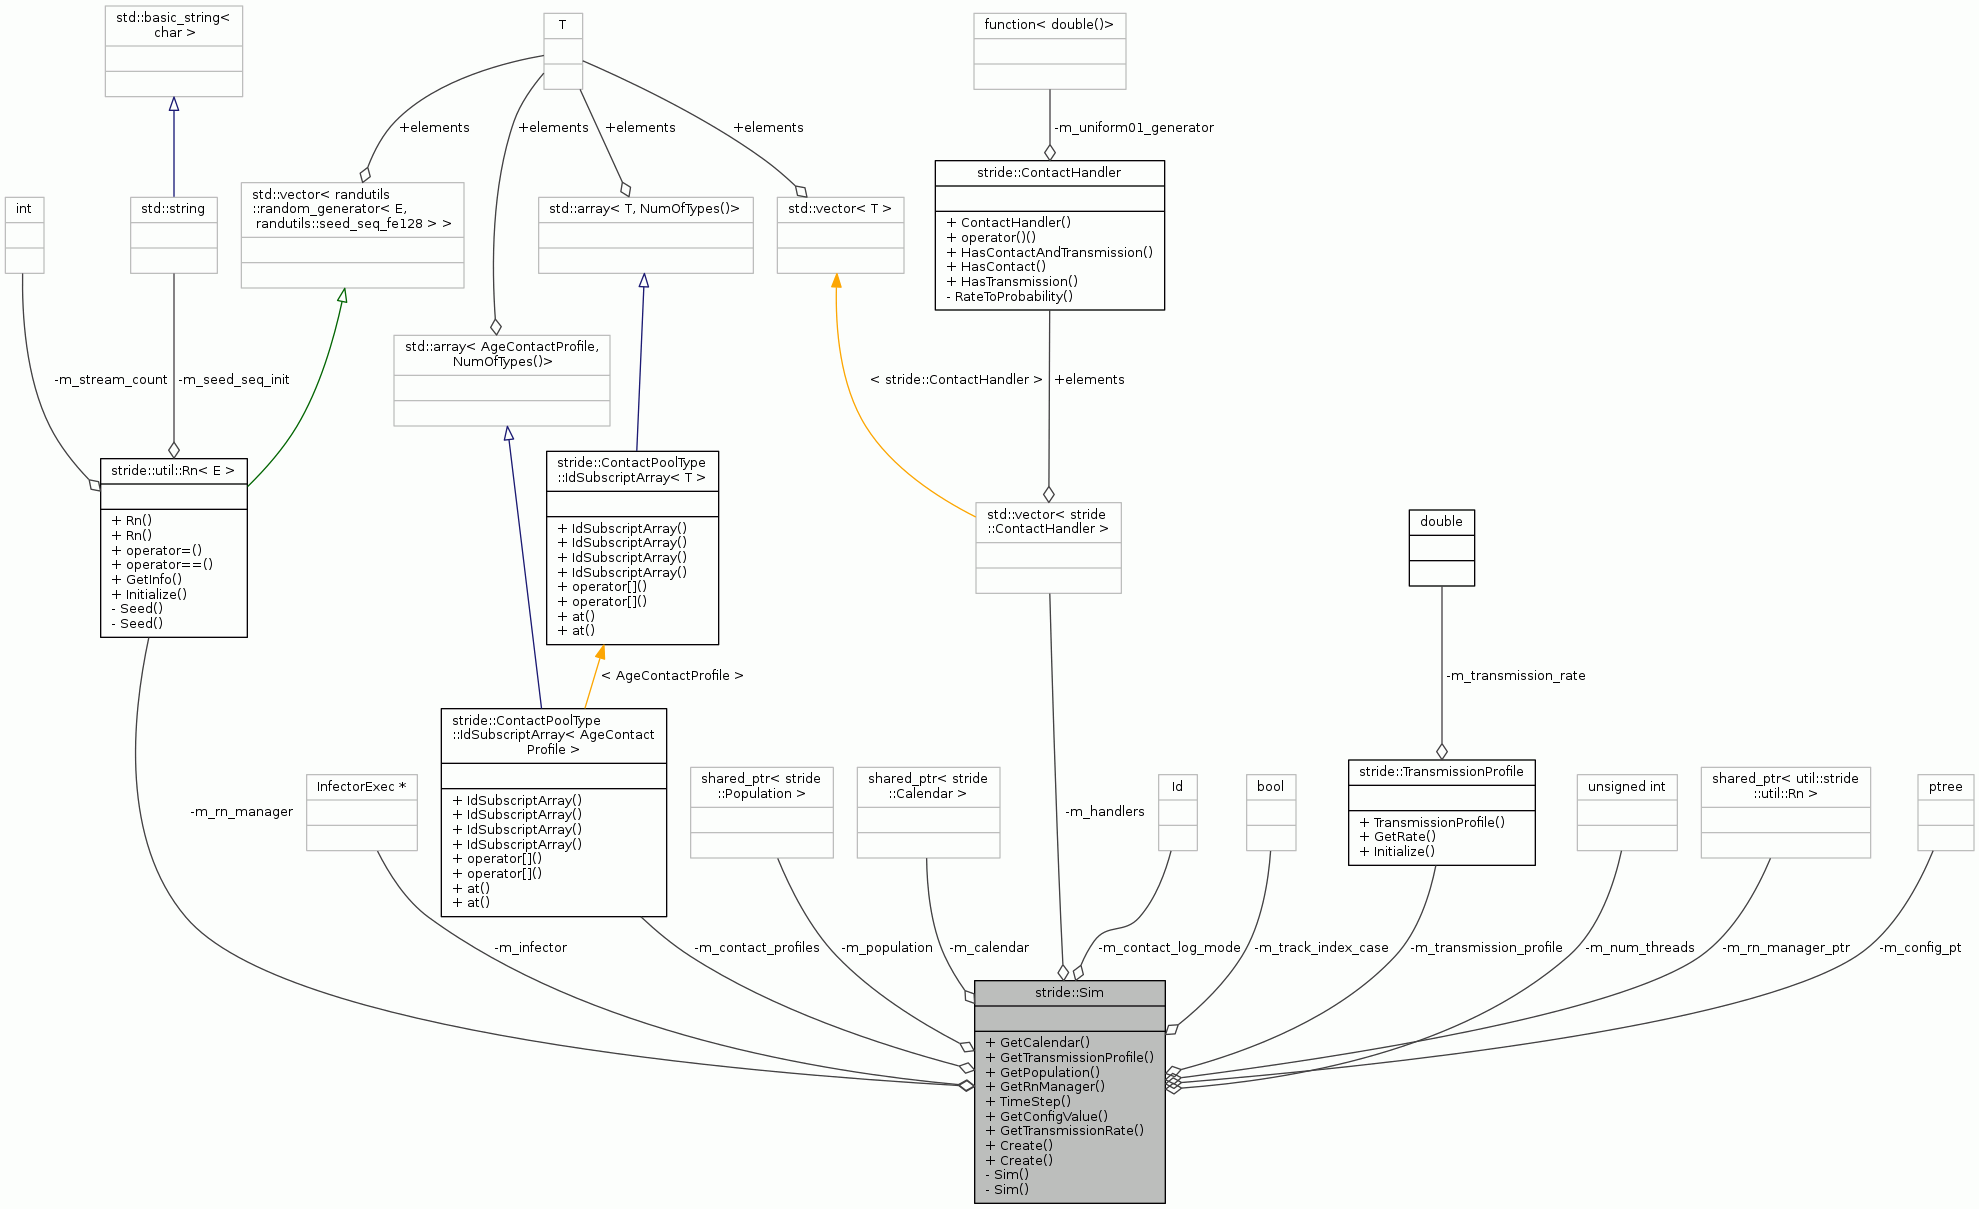 std::basic_string<
char >
T
function< double()>
+elements
+elements
+elements
+elements
-m_uniform01_generator
int
std::string
std::vector< randutils
::random_generator< E,
randutils::seed_seq_fe128 > >
std::array< T, NumOfTypes()>
std::vector< T >
stride::ContactHandler
+ ContactHandler()
+ operator()()
+ HasContactAndTransmission()
+ HasContact()
+ HasTransmission()
- RateToProbability()
std::array< AgeContactProfile,
NumOfTypes()>
-m_stream_count
-m_seed_seq_init
< stride::ContactHandler >
+elements
stride::util::Rn< E >
+ Rn()
+ Rn()
+ operator=()
+ operator==()
+ GetInfo()
+ Initialize()
- Seed()
- Seed()
stride::ContactPoolType
::IdSubscriptArray< T >
+ IdSubscriptArray()
+ IdSubscriptArray()
+ IdSubscriptArray()
+ IdSubscriptArray()
+ operator[]()
+ operator[]()
+ at()
+ at()
std::vector< stride
::ContactHandler >
double
< AgeContactProfile >
-m_transmission_rate
-m_rn_manager
InfectorExec *
stride::ContactPoolType
::IdSubscriptArray< AgeContact
Profile >
+ IdSubscriptArray()
+ IdSubscriptArray()
+ IdSubscriptArray()
+ IdSubscriptArray()
+ operator[]()
+ operator[]()
+ at()
+ at()
shared_ptr< stride
::Population >
shared_ptr< stride
::Calendar >
-m_handlers
Id
bool
stride::TransmissionProfile
+ TransmissionProfile()
+ GetRate()
+ Initialize()
unsigned int
shared_ptr< util::stride
::util::Rn >
ptree
-m_infector
-m_contact_profiles
-m_population
-m_calendar
-m_contact_log_mode
-m_track_index_case
-m_transmission_profile
-m_num_threads
-m_rn_manager_ptr
-m_config_pt
stride::Sim
+ GetCalendar()
+ GetTransmissionProfile()
+ GetPopulation()
+ GetRnManager()
+ TimeStep()
+ GetConfigValue()
+ GetTransmissionRate()
+ Create()
+ Create()
- Sim()
- Sim()